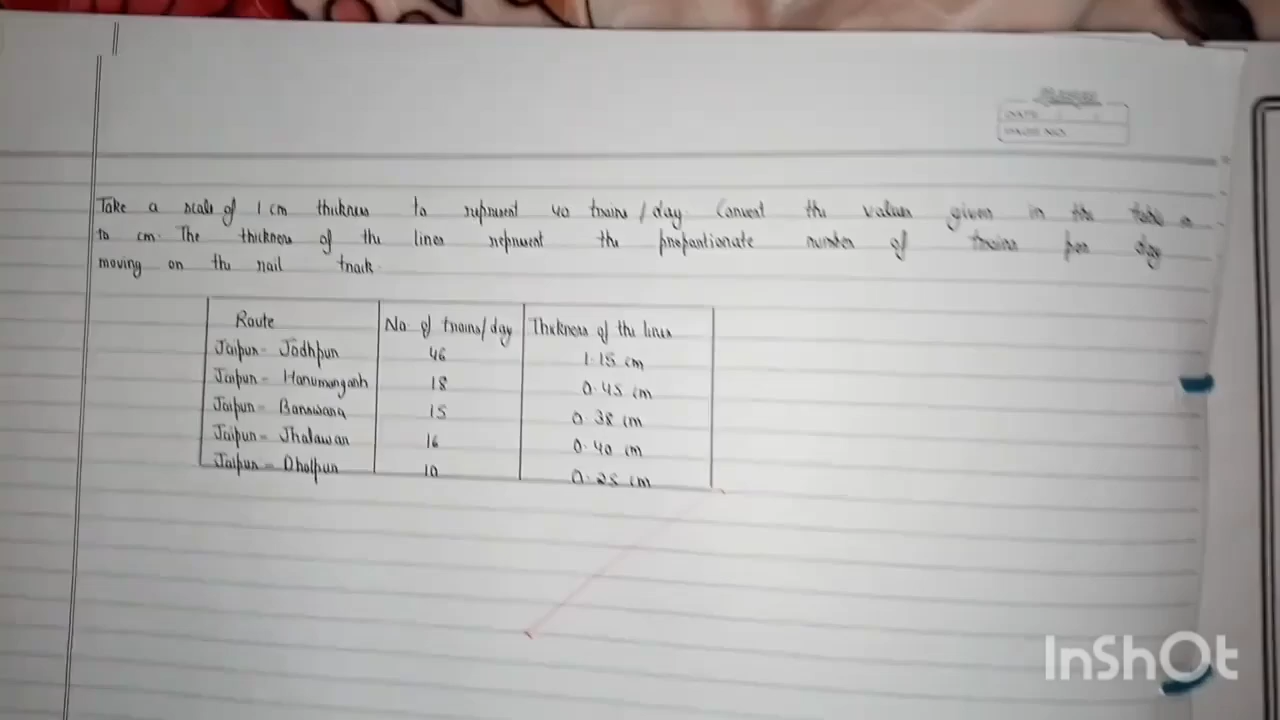 DATE
PAGE NO.
Take a scale of 1 cm thickness to represent 40 trains / day. Convert the values given in the table
to cm. The thickness of the lines represent the proportionate number of trains per day
moving on the rail track.
Route No of trains/day Thickness of the lines
Jaipur - Jodhpur 46 1.15 cm
Jaipur - Hanumangarh 18 0.45 cm
Jaipur - Banswara 15 0.38 cm
Jaipur - Jhalawar 16 0.40 cm
Jaipur - Dholpur 10 0.25 cm
InShOt